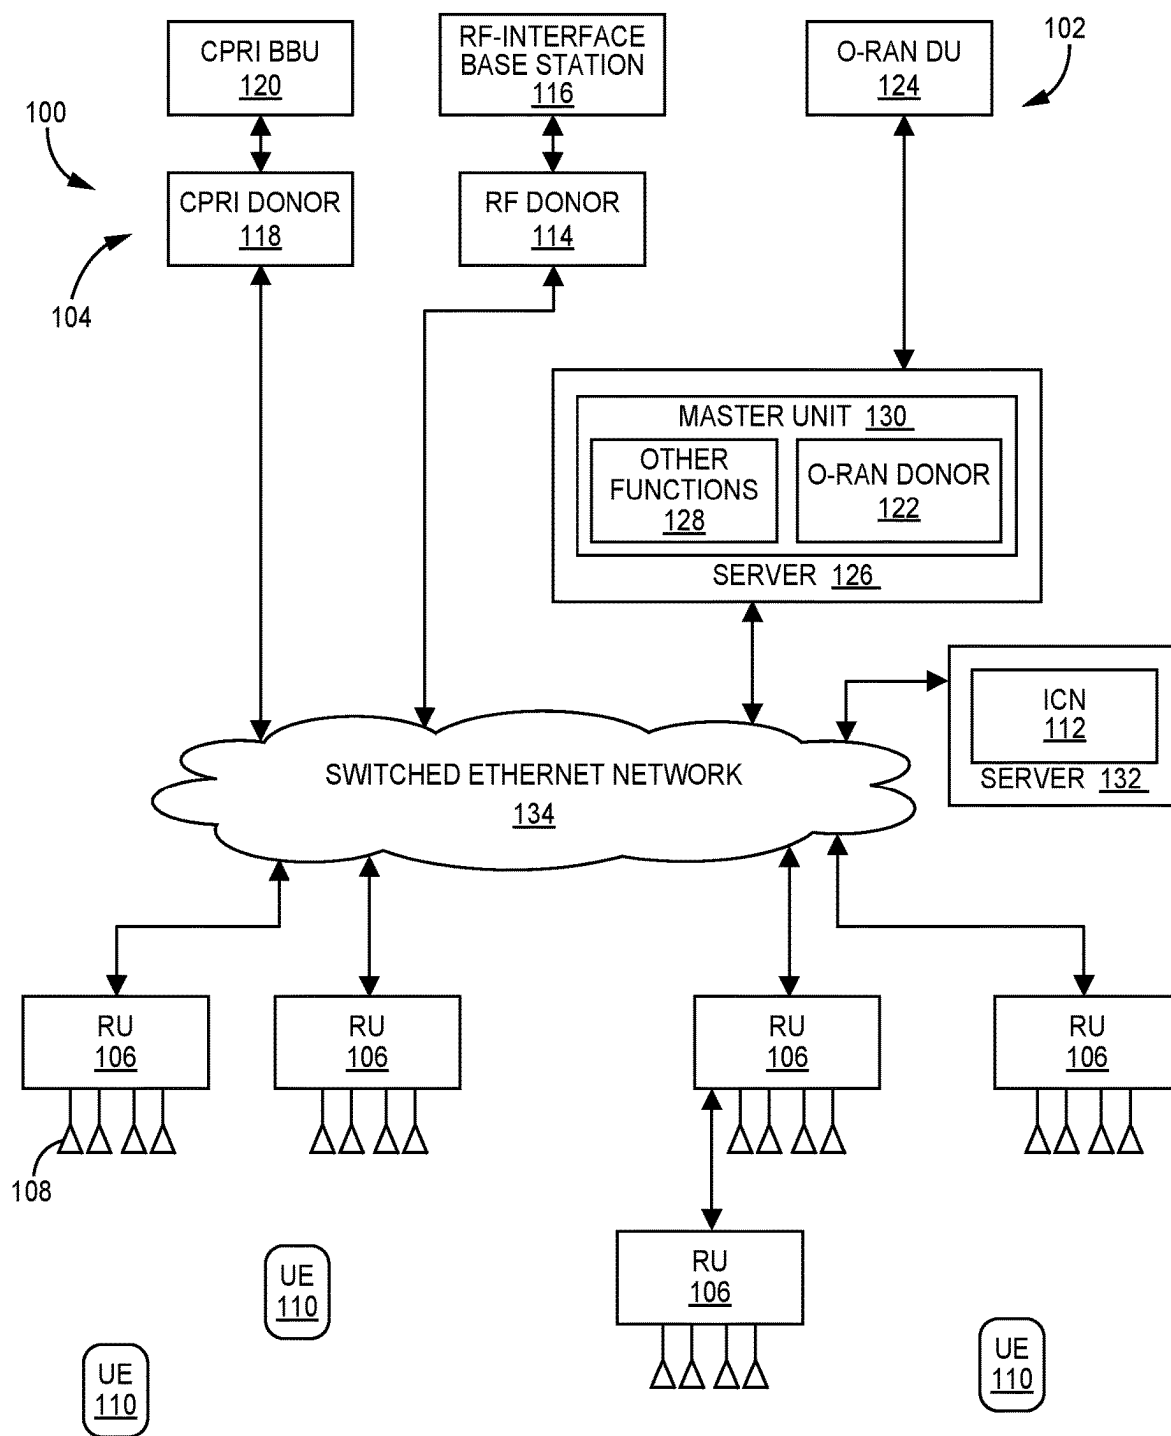 CPRI BBU
120
RF-INTERFACE
BASE STATION
116
O-RAN DU
124
102
100
CPRI DONOR
118
RF DONOR
114
104
MASTER UNIT 130
OTHER
FUNCTIONS
128
O-RAN DONOR
122
SERVER 126
ICN
112
SERVER 132
SWITCHED ETHERNET NETWORK
134
RU
106
RU
106
RU
106
RU
106
108
RU
106
UE
110
UE
110
UE
110